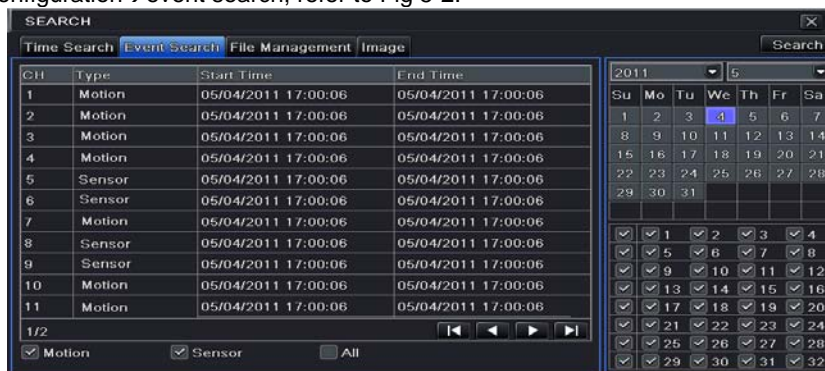 SEARCH
Time Search Event Search File Management Image Search
CH Type Start Time End Time
1 Motion 05/04/2011 17:00:06 05/04/2011 17:00:06
2 Motion 05/04/2011 17:00:06 05/04/2011 17:00:06
3 Motion 05/04/2011 17:00:06 05/04/2011 17:00:06
4 Motion 05/04/2011 17:00:06 05/04/2011 17:00:06
5 Sensor 05/04/2011 17:00:06 05/04/2011 17:00:06
6 Sensor 05/04/2011 17:00:06 05/04/2011 17:00:06
7 Motion 05/04/2011 17:00:06 05/04/2011 17:00:06
8 Sensor 05/04/2011 17:00:06 05/04/2011 17:00:06
9 Sensor 05/04/2011 17:00:06 05/04/2011 17:00:06
10 Motion 05/04/2011 17:00:06 05/04/2011 17:00:06
11 Motion 05/04/2011 17:00:06 05/04/2011 17:00:06
1/2
Motion Sensor All
2011 5
Su Mo Tu We Th Fr Sa
1 2 3 4 5 6 7
8 9 10 11 12 13 14
15 16 17 18 19 20 21
22 23 24 25 26 27 28
29 30 31
1 2 3 4
5 6 7 8
9 10 11 12
13 14 15 16
17 18 19 20
21 22 23 24
25 26 27 28
29 30 31 32